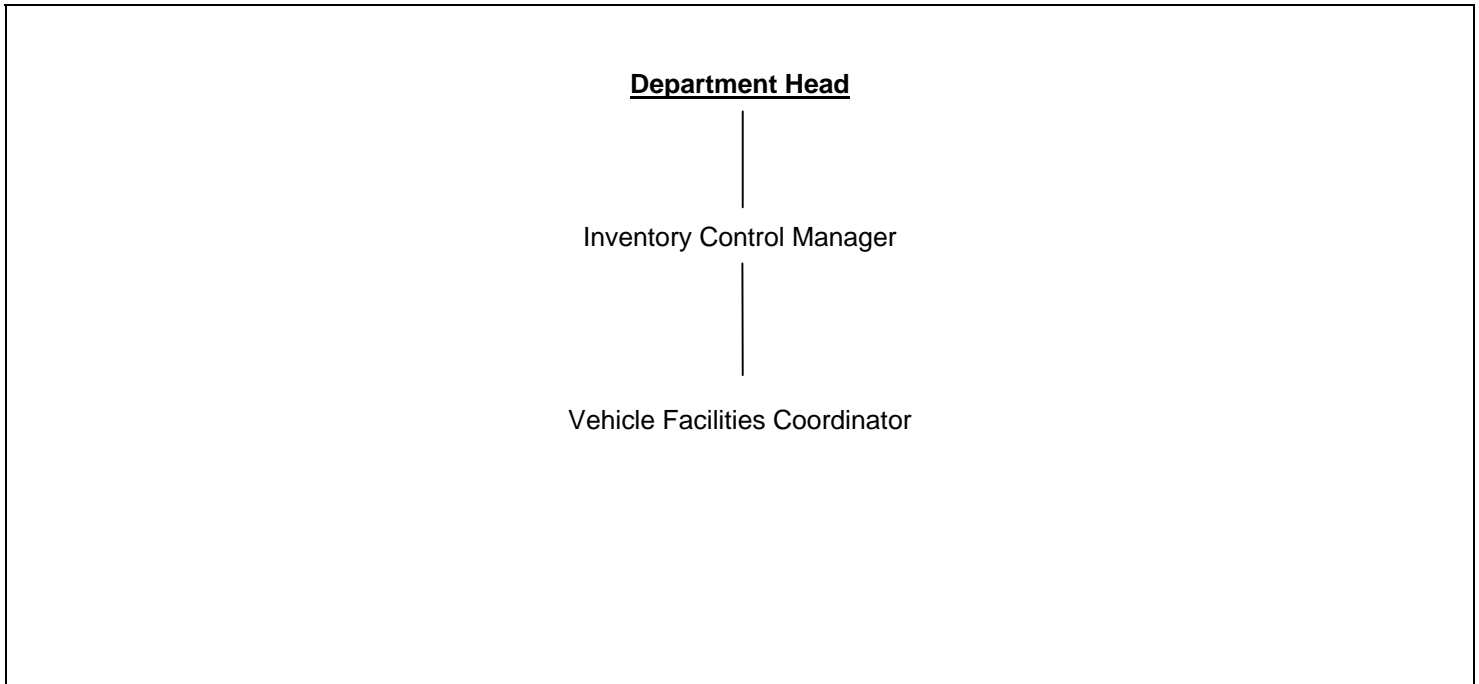 Department Head
Inventory Control Manager
Vehicle Facilities Coordinator